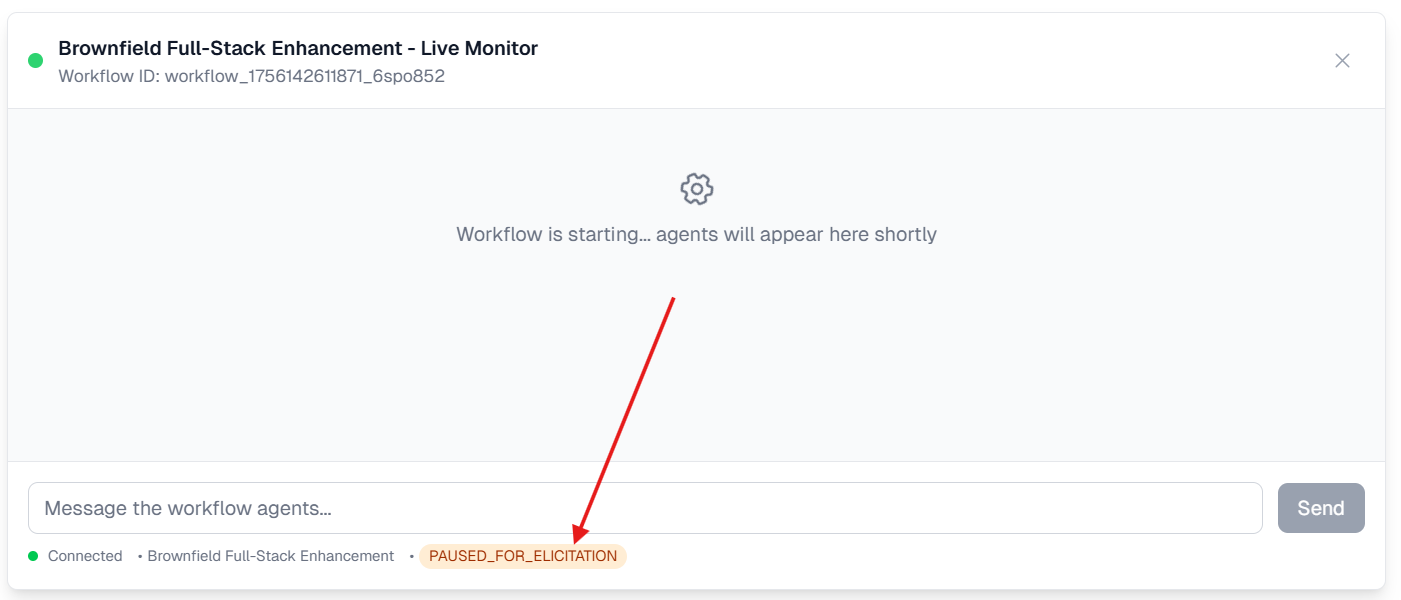 Brownfield Full-Stack Enhancement - Live Monitor
Workflow ID: workflow_1756142611871_6spo852
Workflow is starting... agents will appear here shortly
Message the workflow agents...
Send
Connected • Brownfield Full-Stack Enhancement • PAUSED_FOR_ELICITATION